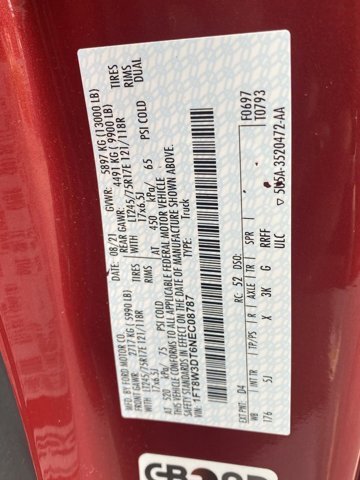 MFD. BY FORD MOTOR CO.
DATE: 08/21 GVWR: 5897 KG (13000 LB)
FRONT GAWR: 2717 KG ( 5990 LB) REAR GAWR: 4491 KG ( 9900 LB)
LT245/75R17E 121/118R TIRES WITH LT245/75R17E 121/118R TIRES
17x6.5J RIMS 17x6.5J RIMS
AT 520 kPa/ 75 PSI COLD AT 450 kPa/ 65 PSI COLD DUAL
THIS VEHICLE CONFORMS TO ALL APPLICABLE FEDERAL MOTOR VEHICLE
SAFETY STANDARDS IN EFFECT ON THE DATE OF MANUFACTURE SHOWN ABOVE.
VIN: 1FT8W3DT6NEC08787 Truck
F0697
T0793
EXT PNT: D4 RC: 52 DSO:
WB INT TR TP/PS R AXLE TR SPR
176 5J X 3K G RREFF
ULC 5U5A-3520472-AA